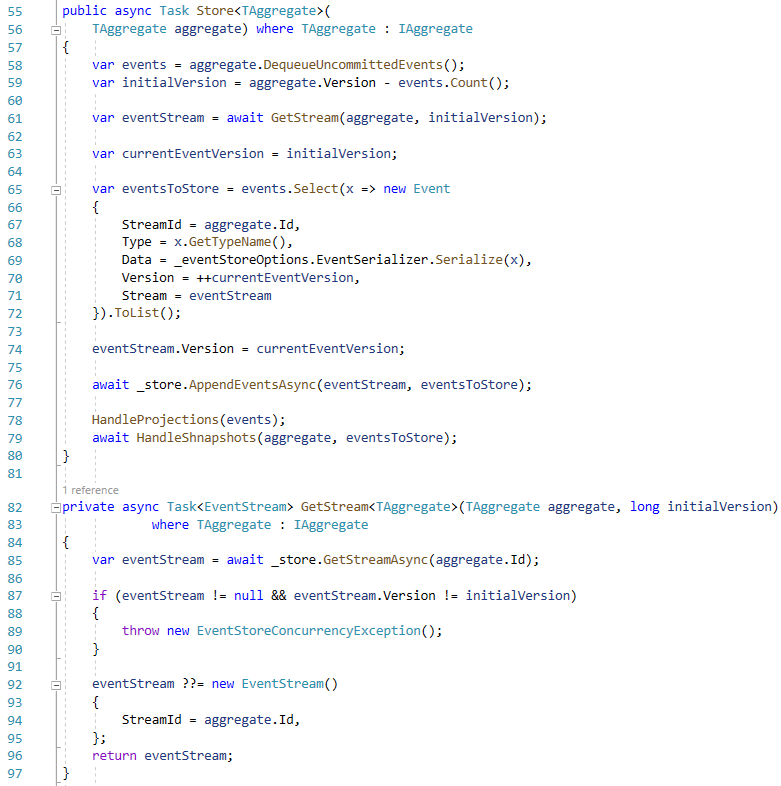 55 public async Task Store<TAggregate>(
56 TAggregate aggregate) where TAggregate : IAggregate
57 {
58 var events = aggregate.DequeueUncommittedEvents();
59 var initialVersion = aggregate.Version - events.Count();
60
61 var eventStream = await GetStream(aggregate, initialVersion);
62
63 var currentEventVersion = initialVersion;
64
65 var eventsToStore = events.Select(x => new Event
66 {
67 StreamId = aggregate.Id,
68 Type = x.GetTypeName(),
69 Data = _eventStoreOptions.EventSerializer.Serialize(x),
70 Version = ++currentEventVersion,
71 Stream = eventStream
72 }).ToList();
73
74 eventStream.Version = currentEventVersion;
75
76 await _store.AppendEventsAsync(eventStream, eventsToStore);
77
78 HandleProjections(events);
79 await HandleShnapshots(aggregate, eventsToStore);
80 }
81
1 reference
82 private async Task<EventStream> GetStream<TAggregate>(TAggregate aggregate, long initialVersion)
83 where TAggregate : IAggregate
84 {
85 var eventStream = await _store.GetStreamAsync(aggregate.Id);
86
87 if (eventStream != null && eventStream.Version != initialVersion)
88 {
89 throw new EventStoreConcurrencyException();
90 }
91
92 eventStream ??= new EventStream()
93 {
94 StreamId = aggregate.Id,
95 };
96 return eventStream;
97 }